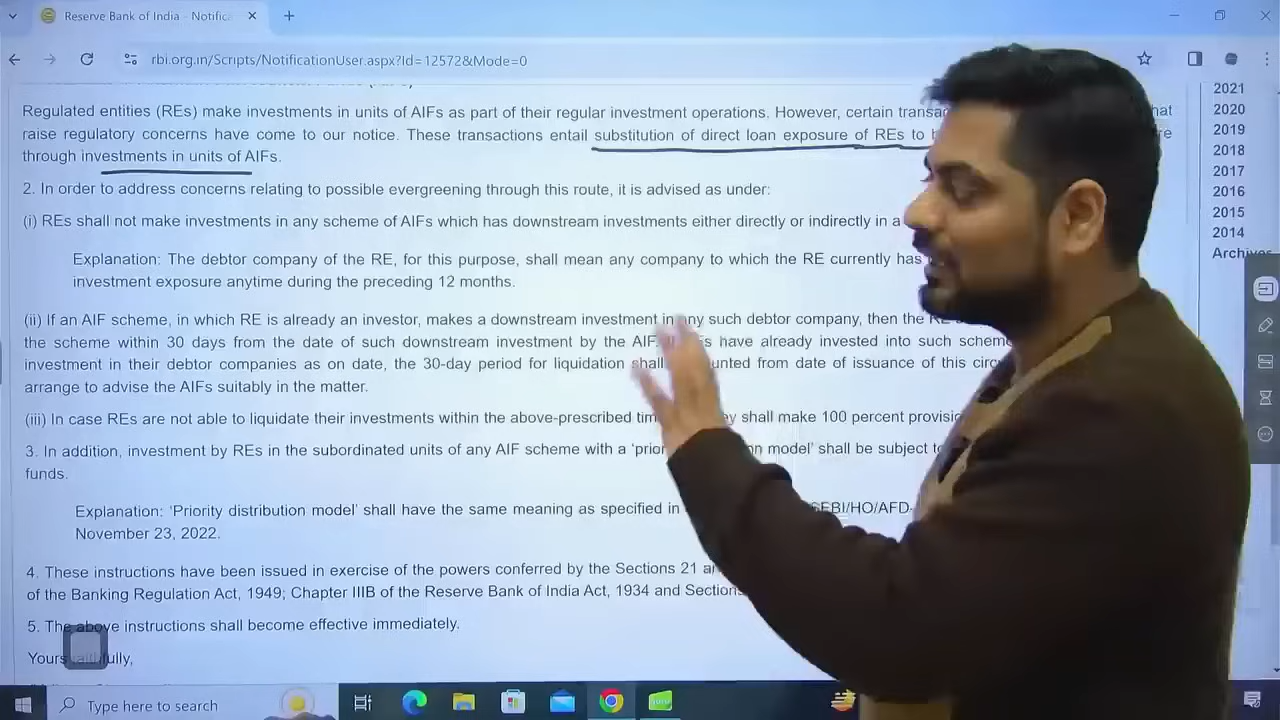 Reserve Bank of India - Notifica
rbi.org.in/Scripts/NotificationUser.aspx?Id=12572&Mode=0
Regulated entities (REs) make investments in units of AIFs as part of their regular investment operations. However, certain hat
raise regulatory concerns have come to our notice. These transactions entail substitution of direct loan exposure of REs to
through investments in units of AIFs.
2. In order to address concerns relating to possible evergreening through this route, it is advised as under:
(i) REs shall not make investments in any scheme of AIFs which has downstream investments either directly or indirectly in a
Explanation: The debtor company of the RE, for this purpose, shall mean any company to which the RE currently has
investment exposure anytime during the preceding 12 months.
(ii) If an AIF scheme, in which RE is already an investor, makes a downstream investment in any such debtor company, then the RE
the scheme within 30 days from the date of such downstream investment by the AIF. have already invested into such scheme
investment in their debtor companies as on date, the 30-day period for liquidation shall from date of issuance of this
arrange to advise the AIFs suitably in the matter.
(iii) In case REs are not able to liquidate their investments within the above-prescribed shall make 100 percent
3. In addition, investment by REs in the subordinated units of any AIF scheme with a model' shall be subject
funds.
Explanation: 'Priority distribution model' shall have the same meaning as specified in SEBI/HO/AFD-
November 23, 2022.
4. These instructions have been issued in exercise of the powers conferred by the Sections 21
of the Banking Regulation Act, 1949; Chapter IIIB of the Reserve Bank of India Act, 1934 and
5. The above instructions shall become effective immediately.
Yours
2021
2020
2019
2018
2017
2016
2015
2014
Archives
Type here to search